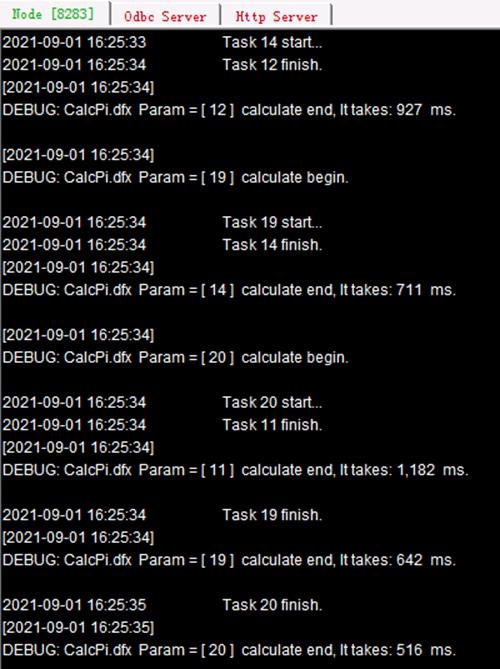 Node [8283] Odbc Server Http Server
2021-09-01 16:25:33 Task 14 start...
2021-09-01 16:25:34 Task 12 finish.
[2021-09-01 16:25:34]
DEBUG: CalcPi.dfx Param = [ 12 ] calculate end, It takes: 927 ms.
[2021-09-01 16:25:34]
DEBUG: CalcPi.dfx Param = [ 19 ] calculate begin.
2021-09-01 16:25:34 Task 19 start...
2021-09-01 16:25:34 Task 14 finish.
[2021-09-01 16:25:34]
DEBUG: CalcPi.dfx Param = [ 14 ] calculate end, It takes: 711 ms.
[2021-09-01 16:25:34]
DEBUG: CalcPi.dfx Param = [ 20 ] calculate begin.
2021-09-01 16:25:34 Task 20 start...
2021-09-01 16:25:34 Task 11 finish.
[2021-09-01 16:25:34]
DEBUG: CalcPi.dfx Param = [ 11 ] calculate end, It takes: 1,182 ms.
2021-09-01 16:25:34 Task 19 finish.
[2021-09-01 16:25:34]
DEBUG: CalcPi.dfx Param = [ 19 ] calculate end, It takes: 642 ms.
2021-09-01 16:25:35 Task 20 finish.
[2021-09-01 16:25:35]
DEBUG: CalcPi.dfx Param = [ 20 ] calculate end, It takes: 516 ms.